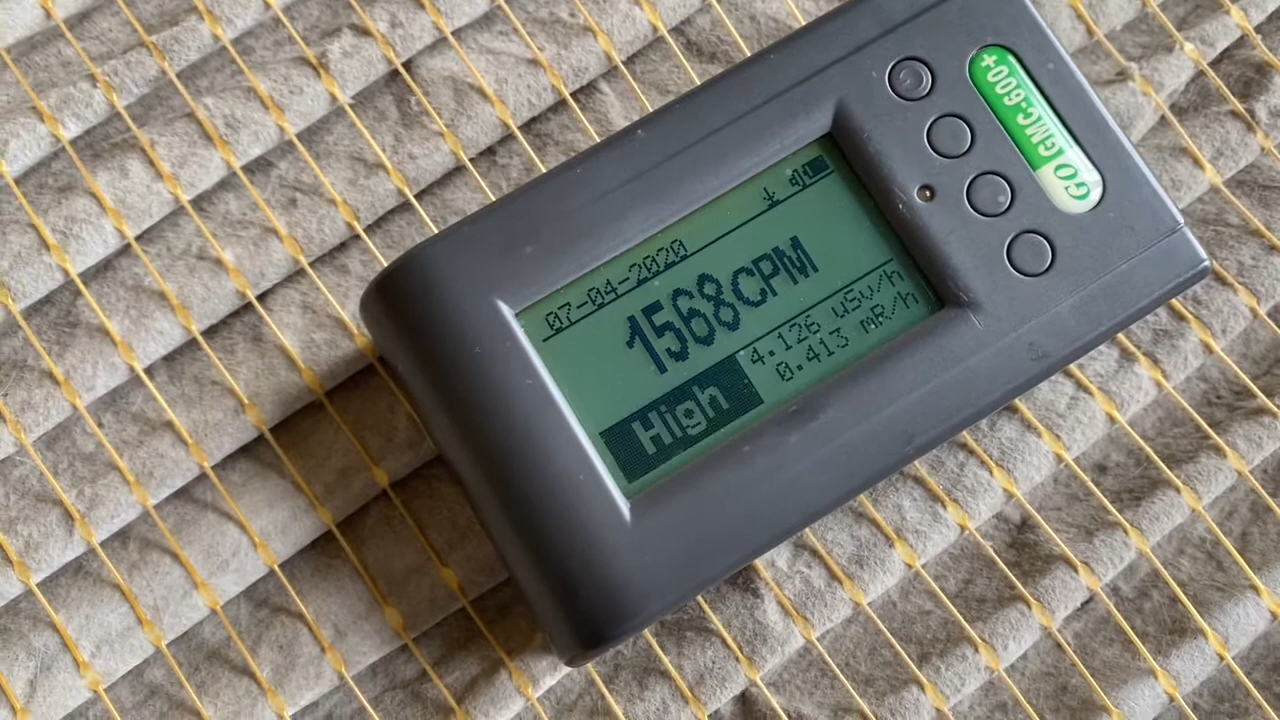 07-04-2020
1568CPM
High
4.126 uSv/h
0.413 mR/h
GQ GMC-600+